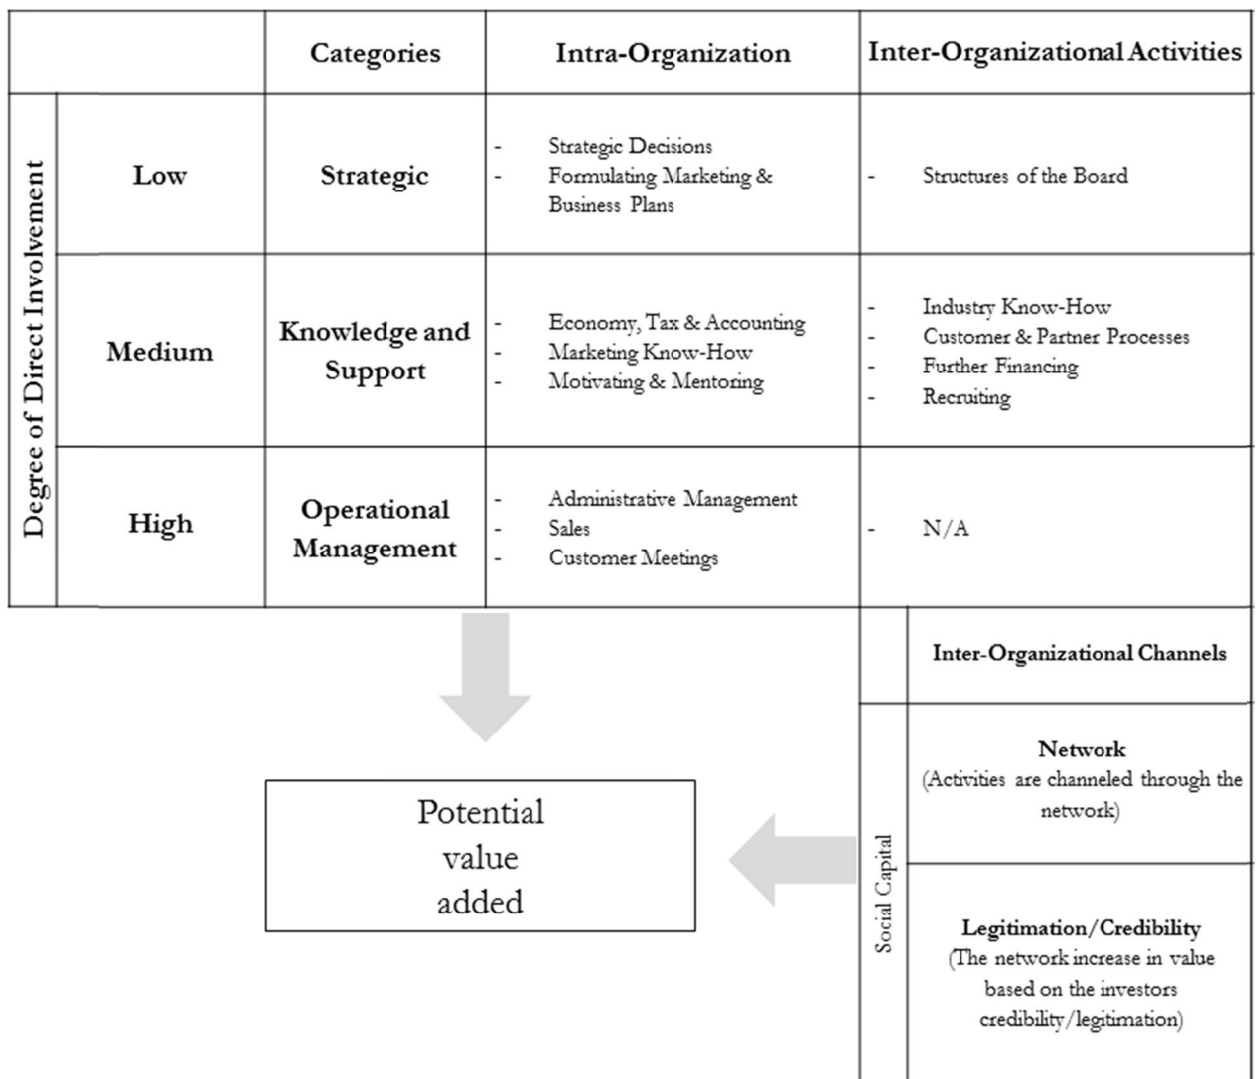 Categories
Intra-Organization
Inter-Organizational Activities
Degree of Direct Involvement
Low
Strategic
- Strategic Decisions
- Formulating Marketing &
Business Plans
- Structures of the Board
Medium
Knowledge and
Support
- Economy, Tax & Accounting
- Marketing Know-How
- Motivating & Mentoring
- Industry Know-How
- Customer & Partner Processes
- Further Financing
- Recruiting
High
Operational
Management
- Administrative Management
- Sales
- Customer Meetings
- N/A
Inter-Organizational Channels
Social Capital
Network
(Activities are channeled through the
network)
Legitimation/Credibility
(The network increase in value
based on the investors
credibility/legitimation)
Potential
value
added